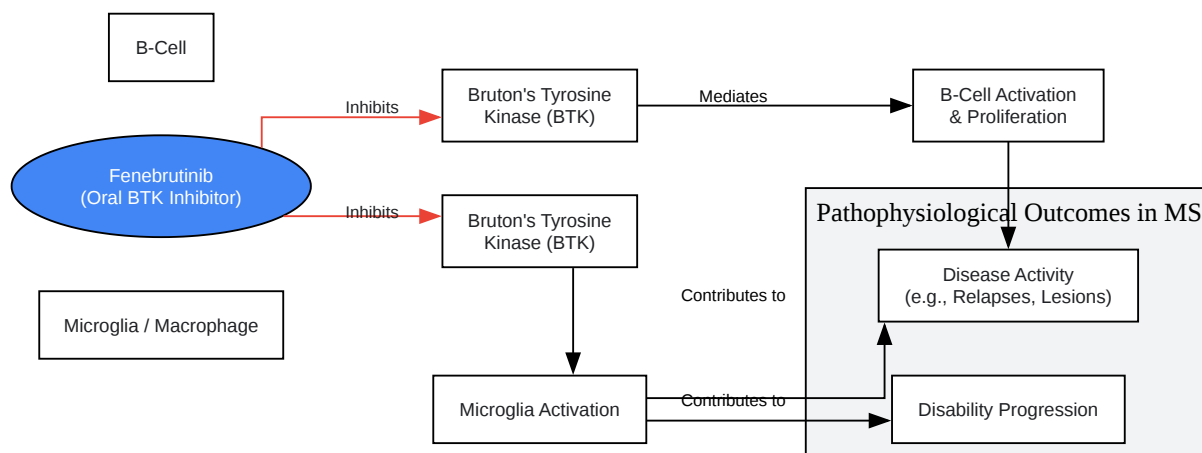 B-Cell
Inhibits
Bruton's Tyrosine
Kinase (BTK)
Mediates
B-Cell Activation
& Proliferation
Fenebrutinib
(Oral BTK Inhibitor)
Inhibits
Bruton's Tyrosine
Kinase (BTK)
Pathophysiological Outcomes in MS
Disease Activity
(e.g., Relapses, Lesions)
Contributes to
Microglia / Macrophage
Microglia Activation
Contributes to
Disability Progression